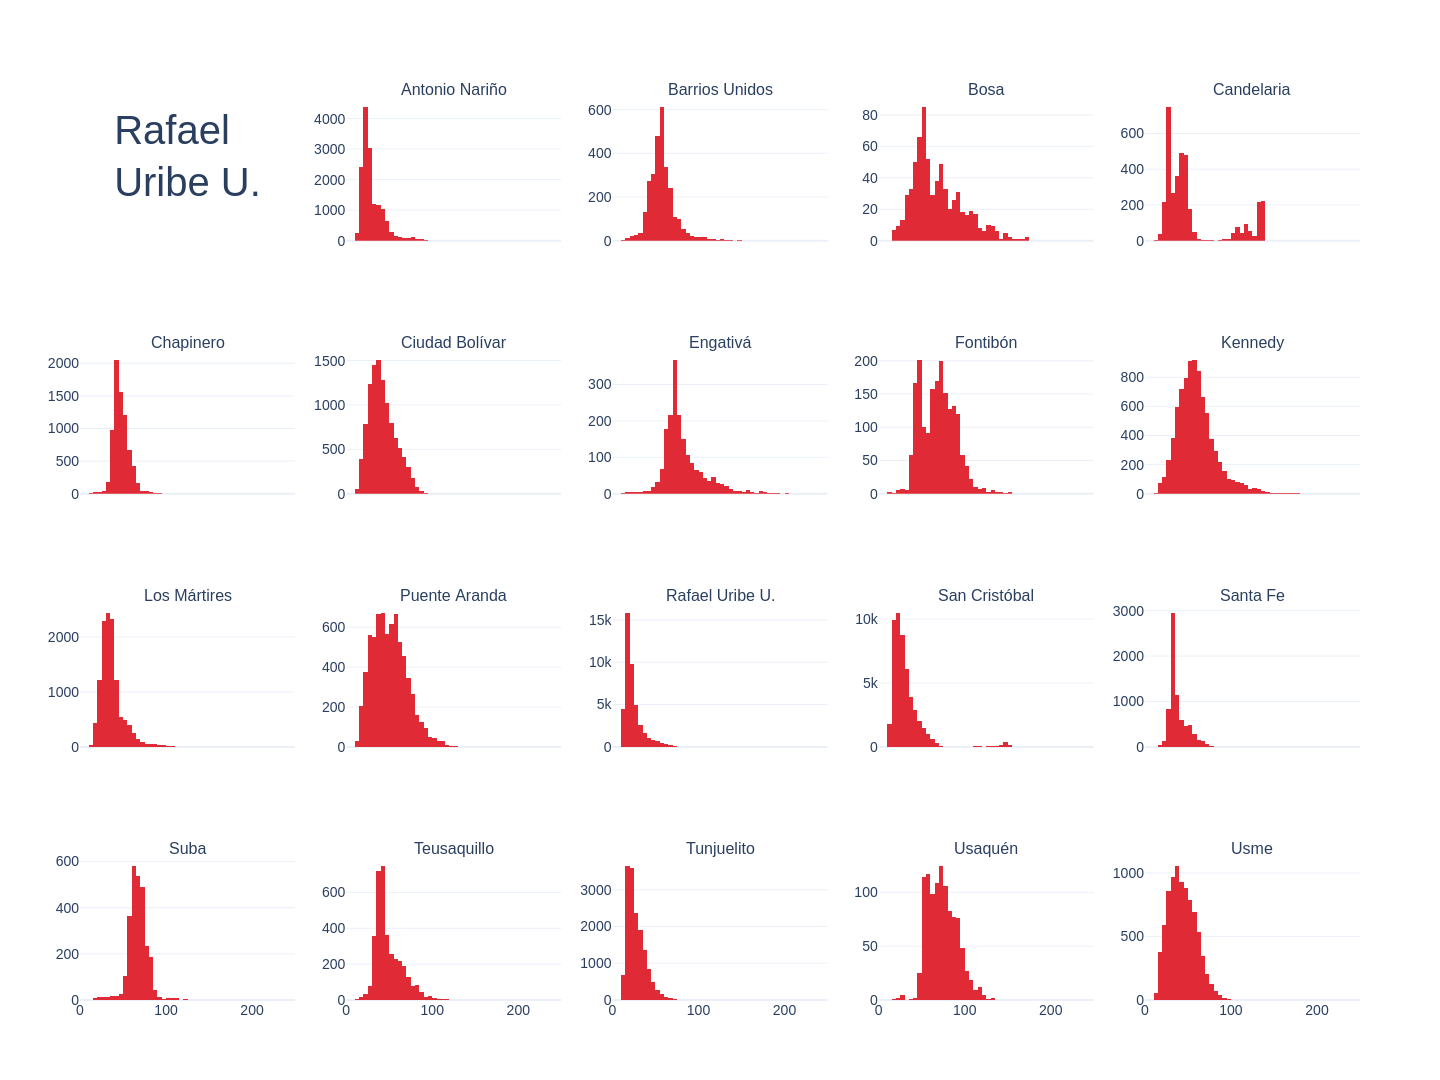 Rafael
Uribe U.
Antonio Nariño
4000
3000
2000
1000
0
Barrios Unidos
600
400
200
0
Bosa
80
60
40
20
0
Candelaria
600
400
200
0
Chapinero
2000
1500
1000
500
0
Ciudad Bolívar
1500
1000
500
0
Engativá
300
200
100
0
Fontibón
200
150
100
50
0
Kennedy
800
600
400
200
0
Los Mártires
2000
1000
0
Puente Aranda
600
400
200
0
Rafael Uribe U.
15k
10k
5k
0
San Cristóbal
10k
5k
0
Santa Fe
3000
2000
1000
0
Suba
600
400
200
0
0 100 200
Teusaquillo
600
400
200
0
0 100 200
Tunjuelito
3000
2000
1000
0
0 100 200
Usaquén
100
50
0
0 100 200
Usme
1000
500
0
0 100 200